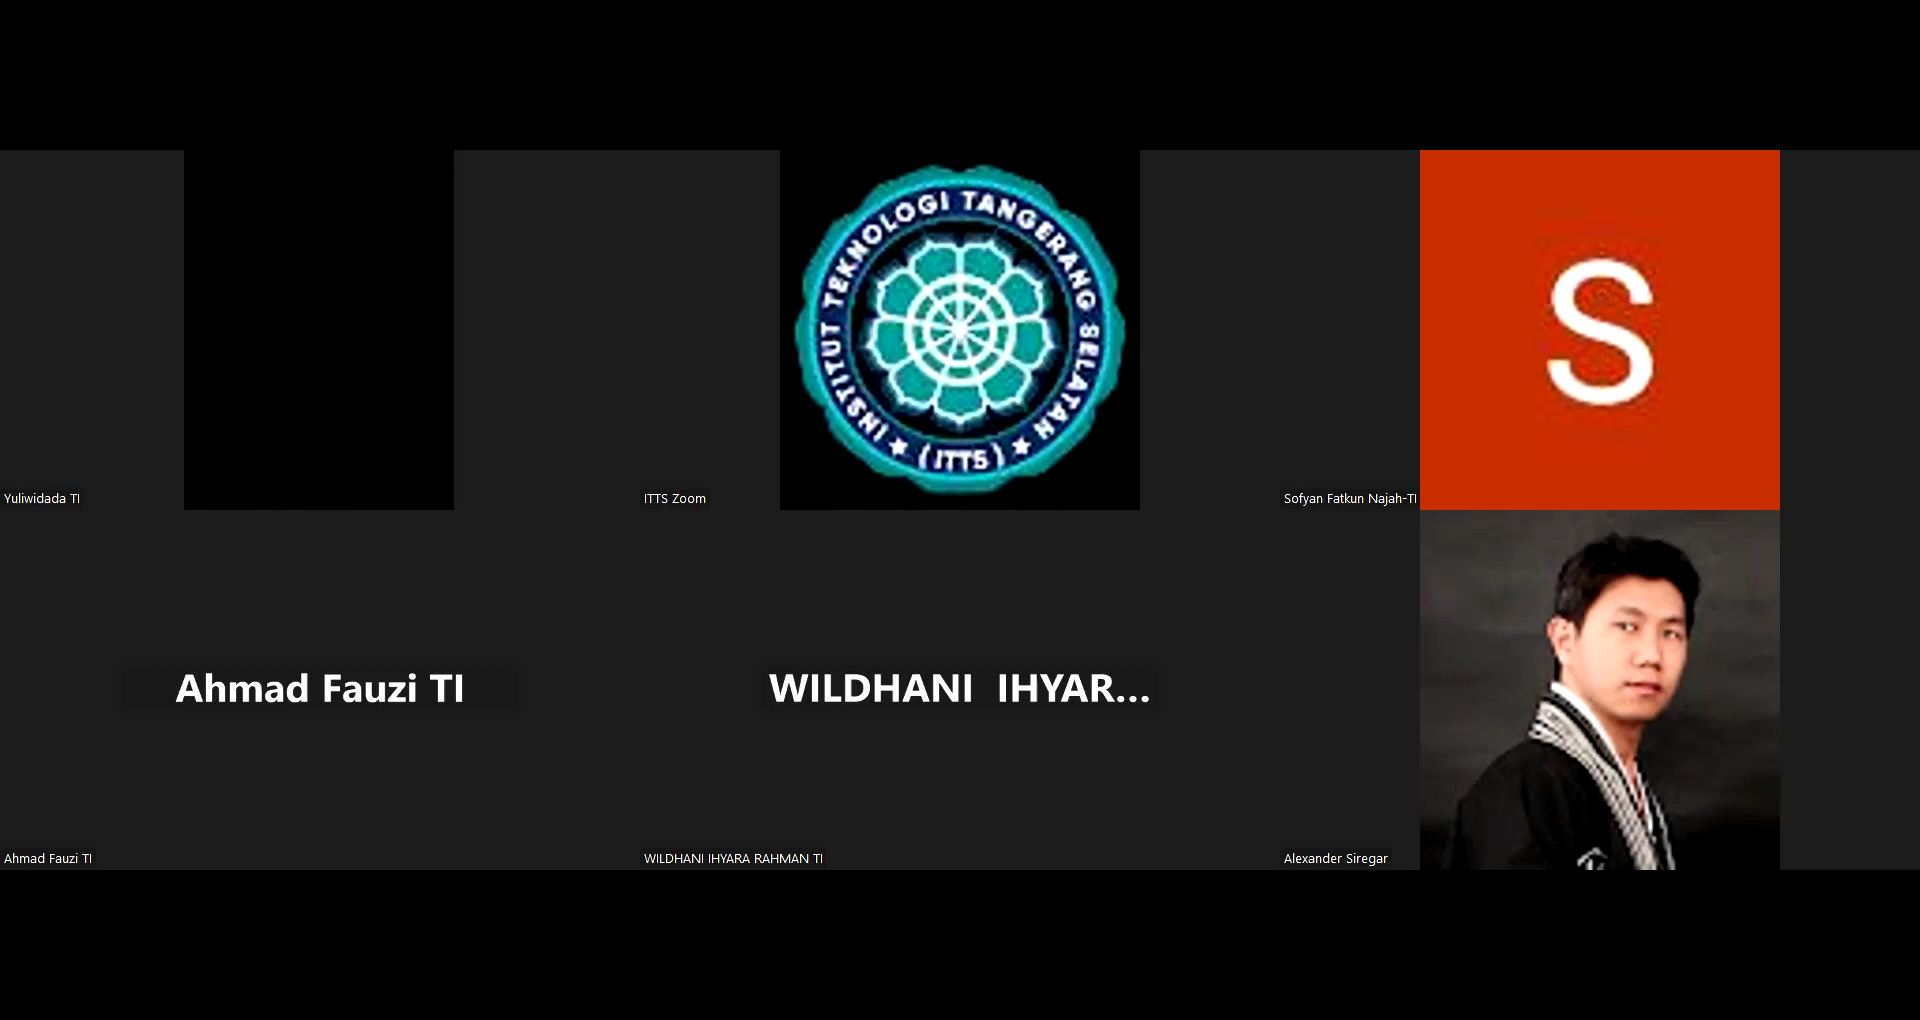 INSTITUT TEKNOLOGI TANGERANG SELATAN
★ (ITTS) ★
S
Yuliwidada TI
ITTS Zoom
Sofyan Fatkun Najah-TI
Ahmad Fauzi TI
WILDHANI IHYAR...
Ahmad Fauzi TI
WILDHANI IHYARA RAHMAN TI
Alexander Siregar